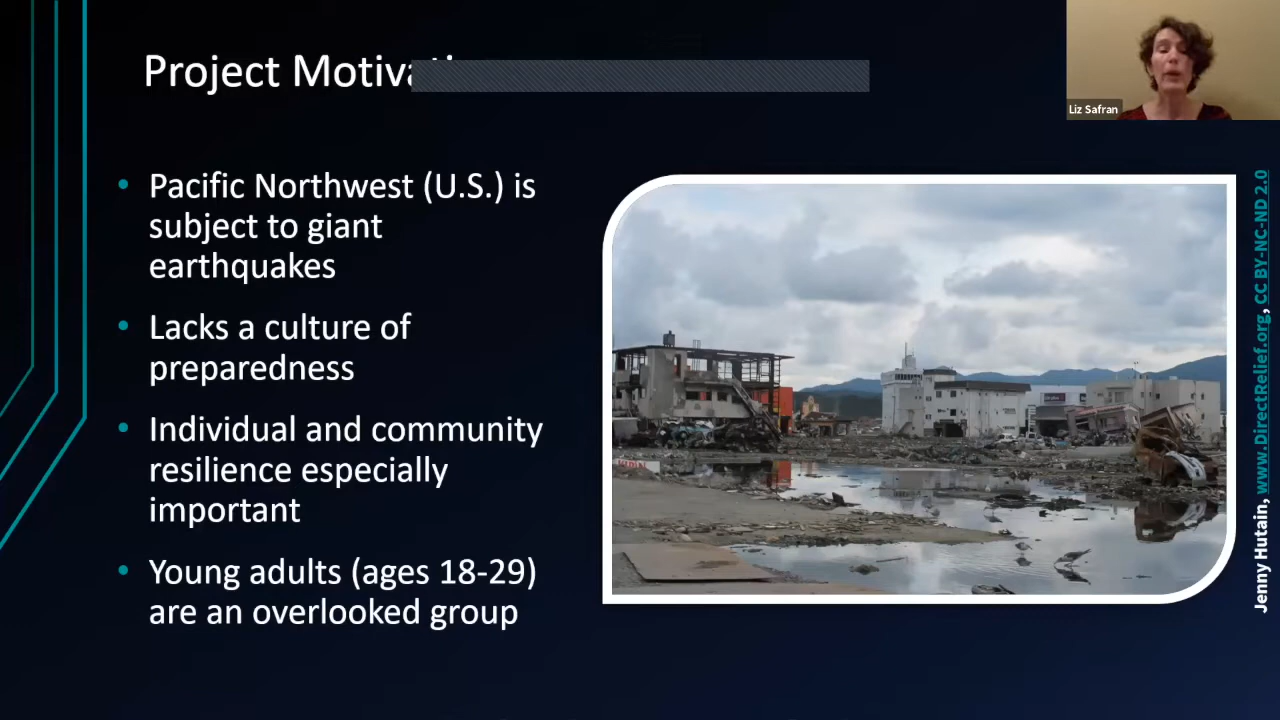 Project
Liz Safran
• Pacific Northwest (U.S.) is
subject to giant
earthquakes
• Lacks a culture of
preparedness
• Individual and community
resilience especially
important
• Young adults (ages 18-29)
are an overlooked group
Jenny Hutain, www.DirectRelief.org, CC BY-NC-ND 2.0